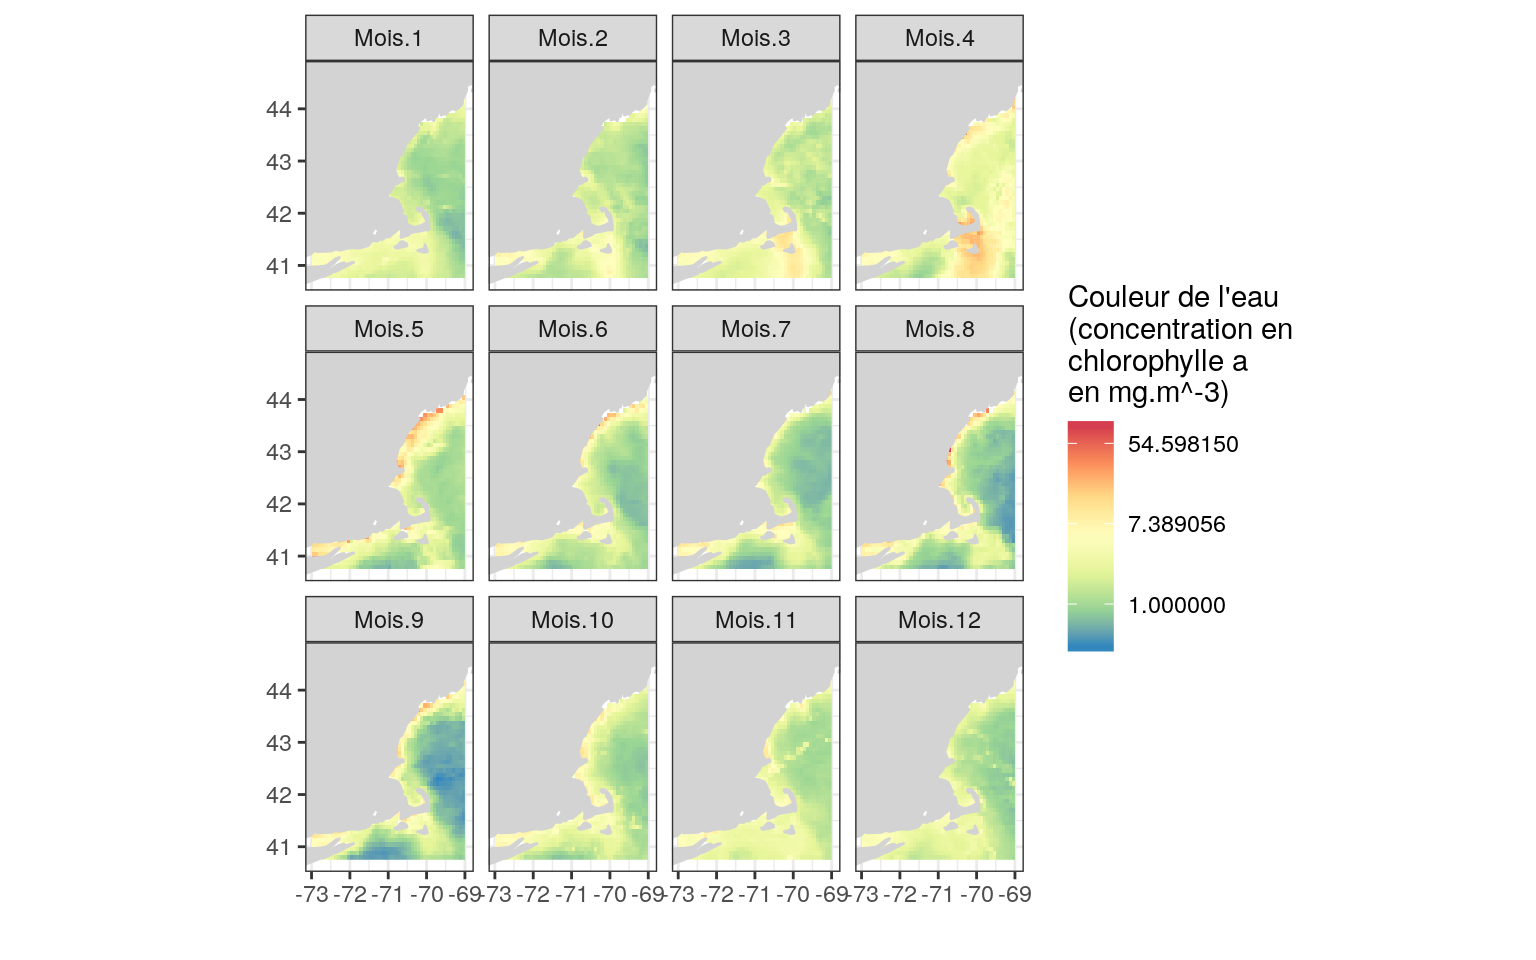 Mois.1 Mois.2 Mois.3 Mois.4
44
43
42
41
Mois.5 Mois.6 Mois.7 Mois.8
44
43
42
41
Mois.9 Mois.10 Mois.11 Mois.12
44
43
42
41
-73 -72 -71 -70 -69 -73 -72 -71 -70 -69 -73 -72 -71 -70 -69 -73 -72 -71 -70 -69
Couleur de l'eau
(concentration en
chlorophylle a
en mg.m^-3)
54.598150
7.389056
1.000000